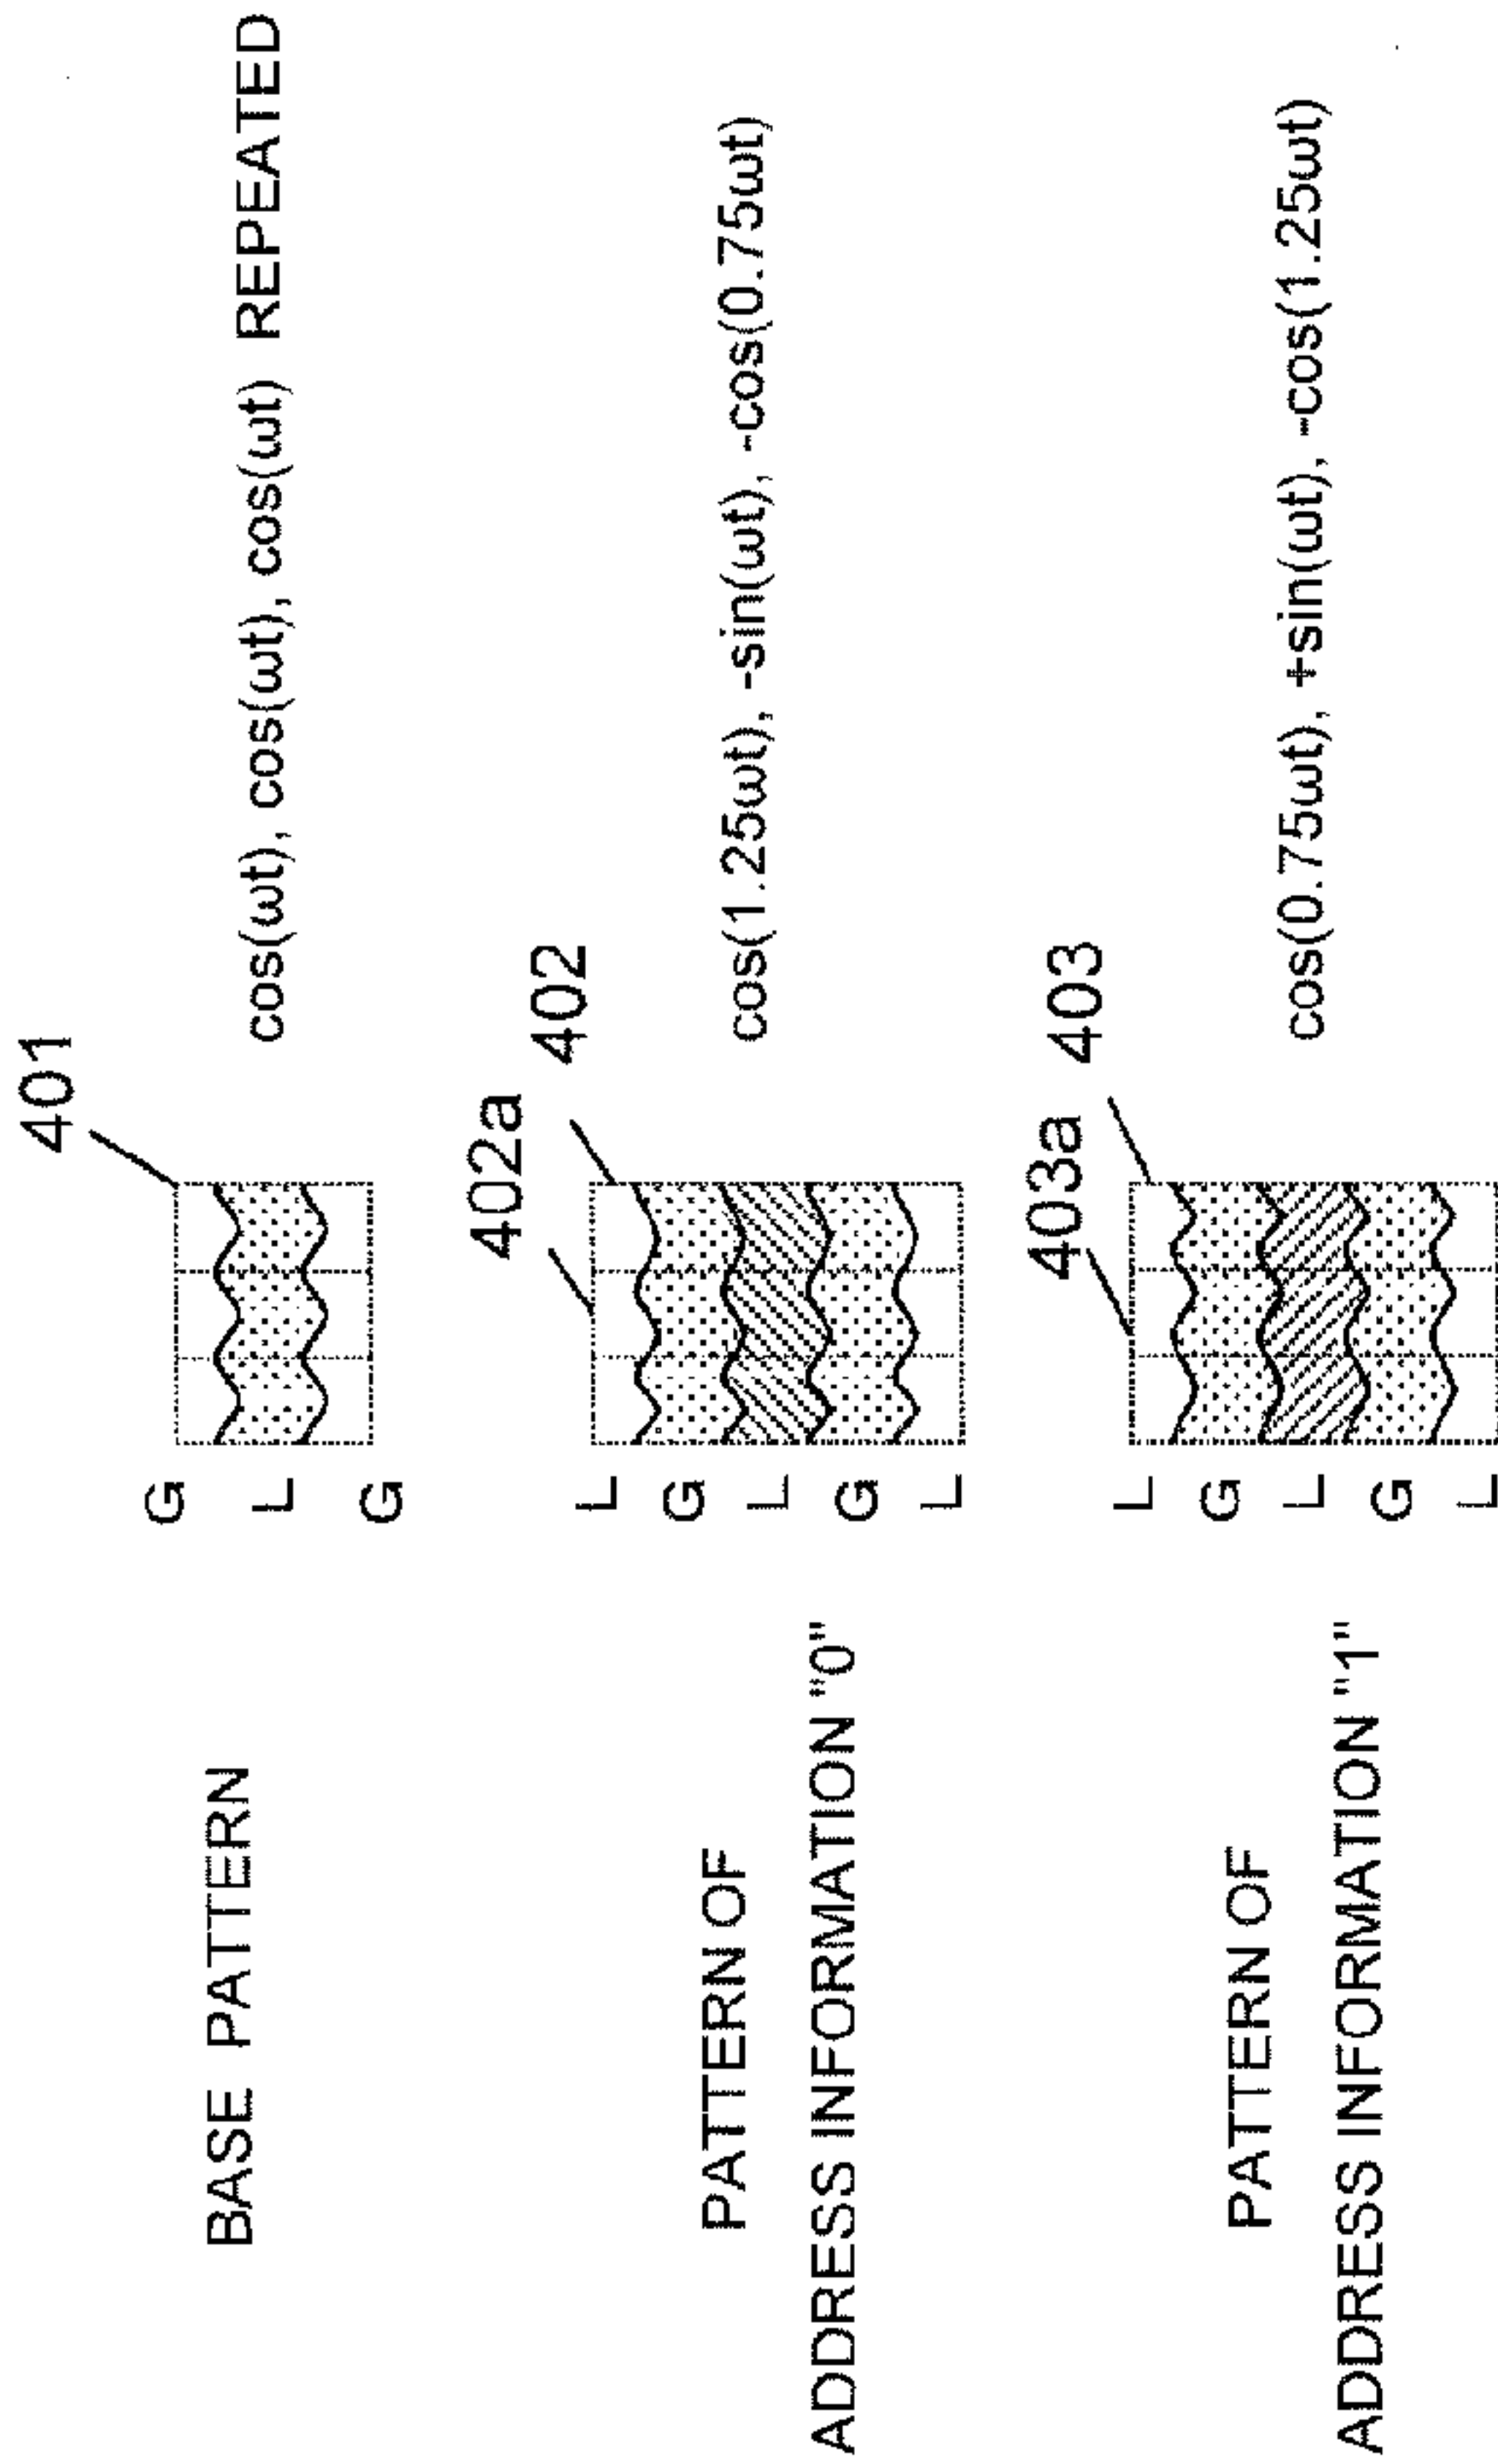 401
BASE PATTERN
G
L
G
cos(ωt), cos(ωt), cos(ωt) REPEATED
402a
402
PATTERN OF
ADDRESS INFORMATION "0"
L
G
L
G
L
cos(1.25ωt), -sin(ωt), -cos(0.75ωt)
403a
403
PATTERN OF
ADDRESS INFORMATION "1"
L
G
L
G
L
cos(0.75ωt), +sin(ωt), -cos(1.25ωt)